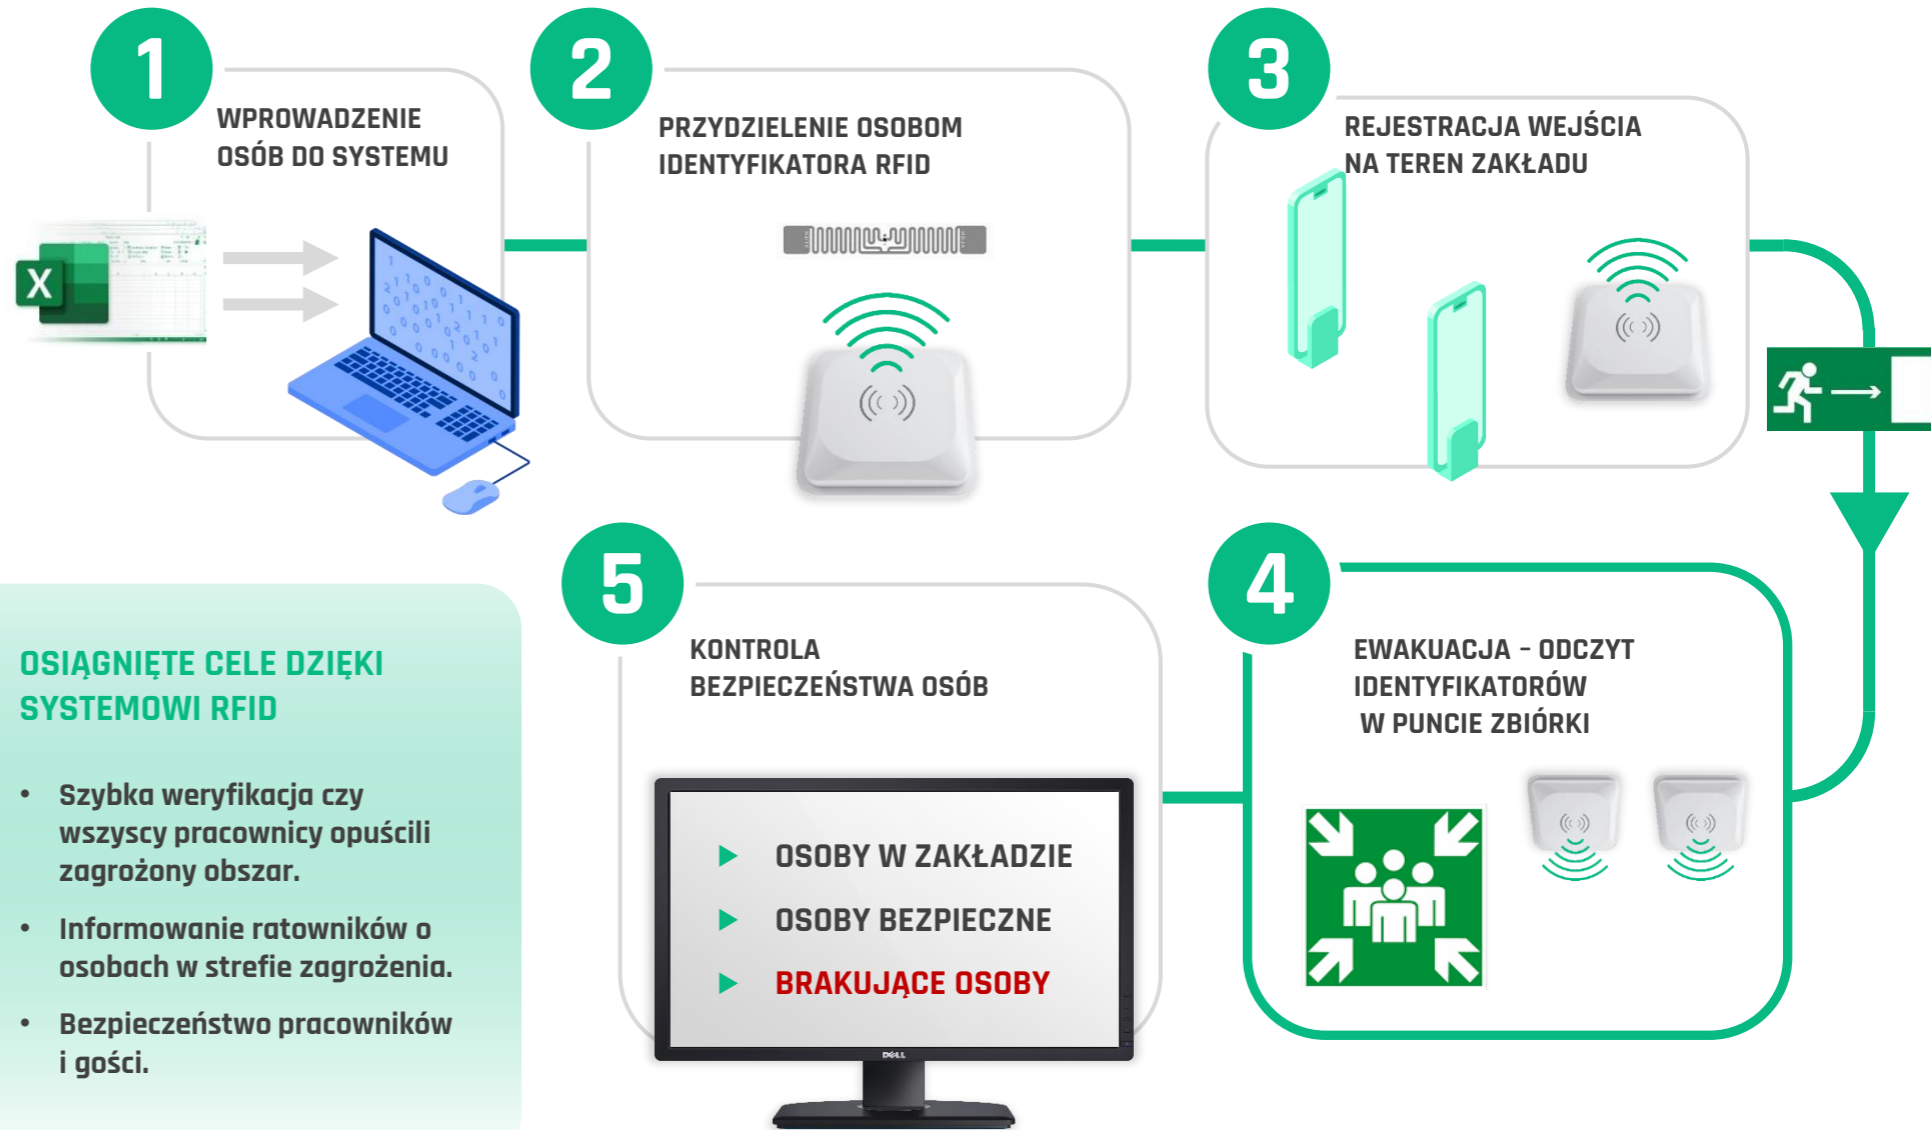 1
WPROWADZENIE
OSÓB DO SYSTEMU
X
2
PRZYDZIELENIE OSOBOM
IDENTYFIKATORA RFID
3
REJESTRACJA WEJŚCIA
NA TEREN ZAKŁADU
4
EWAKUACJA – ODCZYT
IDENTYFIKATORÓW
W PUNCIE ZBIÓRKI
5
KONTROLA
BEZPIECZEŃSTWA OSÓB
OSOBY W ZAKŁADZIE
OSOBY BEZPIECZNE
BRAKUJĄCE OSOBY
DELL
OSIĄGNIĘTE CELE DZIĘKI
SYSTEMOWI RFID
• Szybka weryfikacja czy
wszyscy pracownicy opuścili
zagrożony obszar.
• Informowanie ratowników o
osobach w strefie zagrożenia.
• Bezpieczeństwo pracowników
i gości.